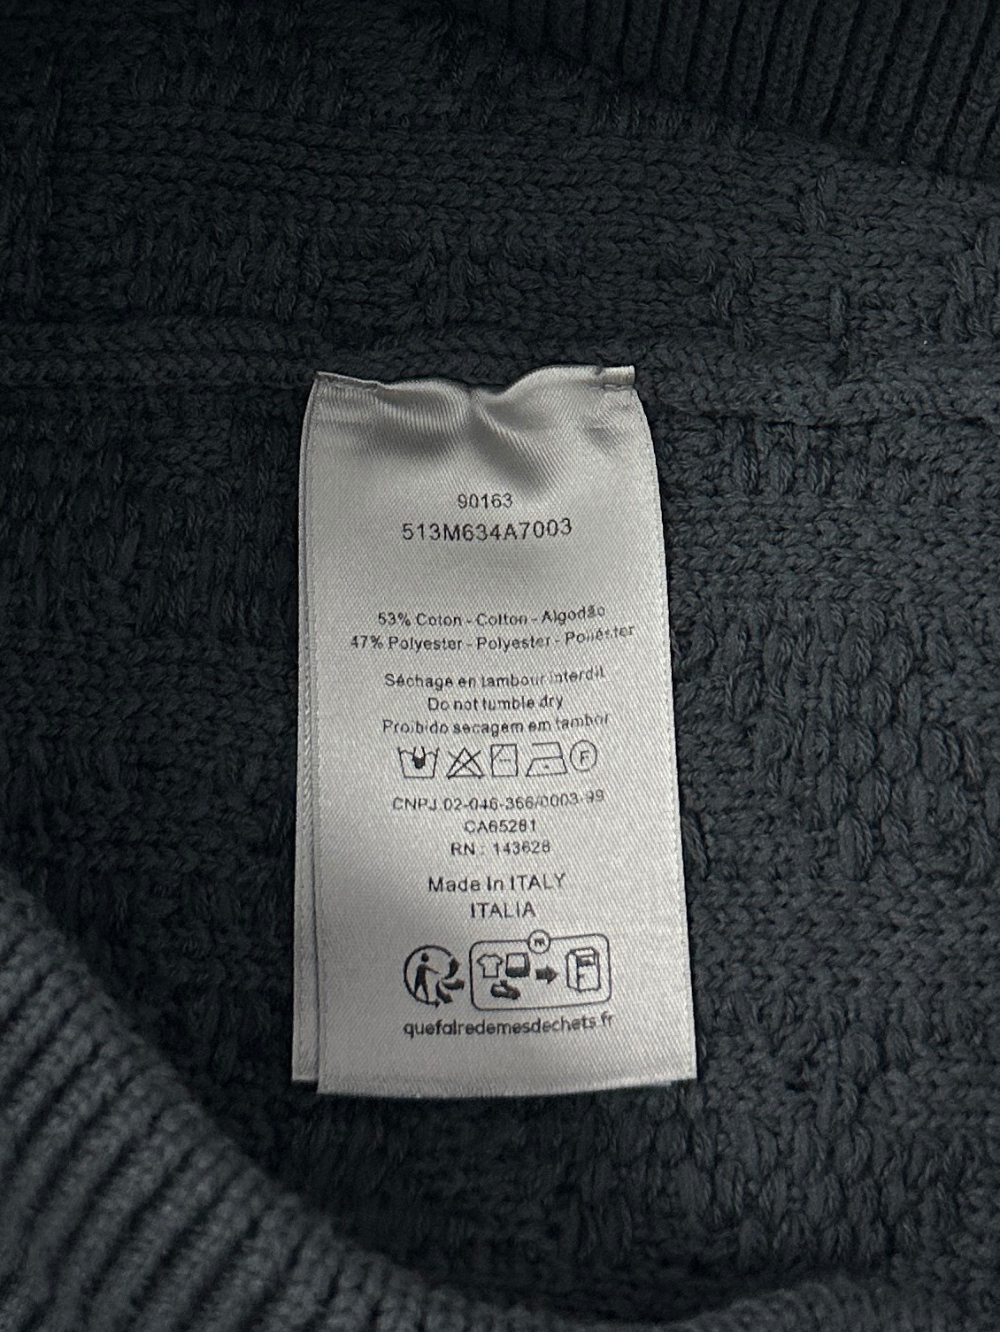 90163
513M634A7003
53% Coton - Cotton - Algodão
47% Polyester - Polyester - Poliéster
Séchage en tambour interdit
Do not tumble dry
Proibido secagem em tambor
F
CNPJ 02-046-366/0003-99
CA65281
RN : 143628
Made In ITALY
ITALIA
FR
quefairedemesdechets.fr